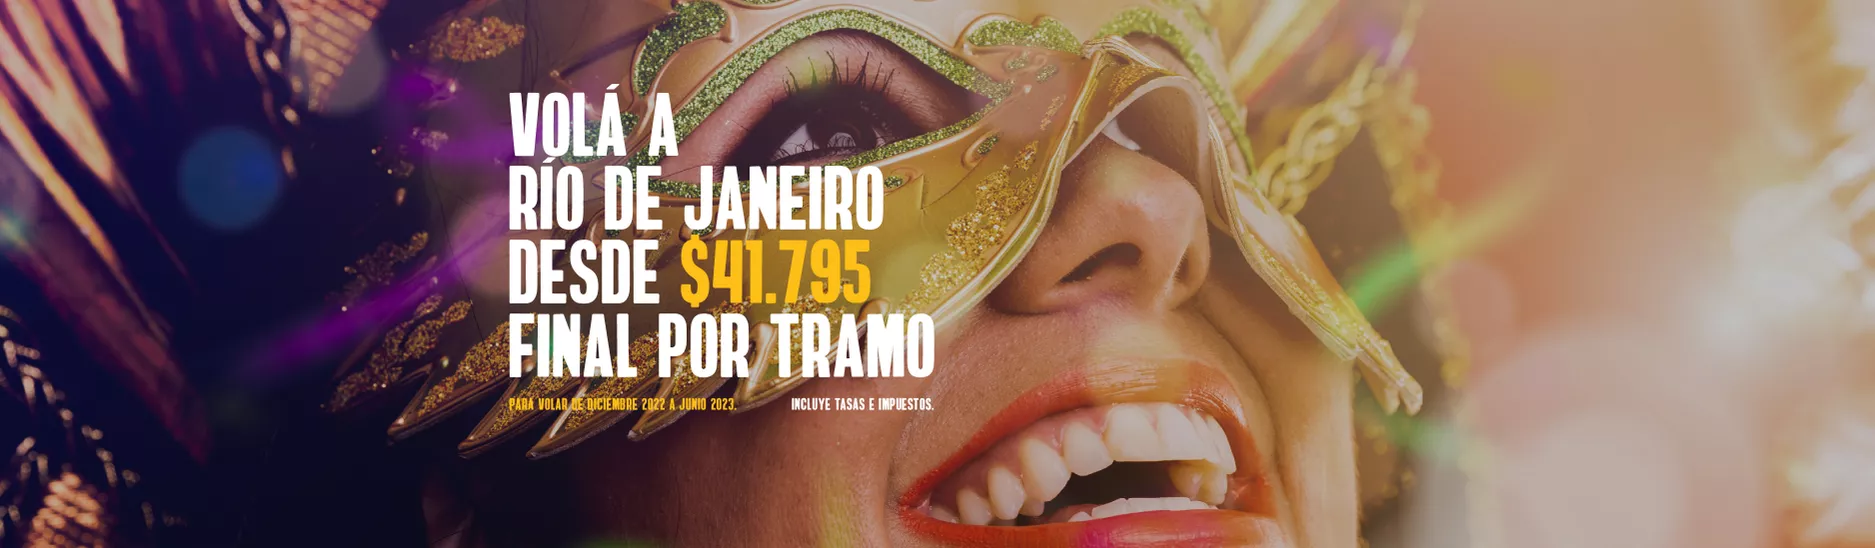 VOLÁ A
RÍO DE JANEIRO
DESDE $41.795
FINAL POR TRAMO
PARA VOLAR DE DICIEMBRE 2022 A JUNIO 2023. INCLUYE TASAS E IMPUESTOS.